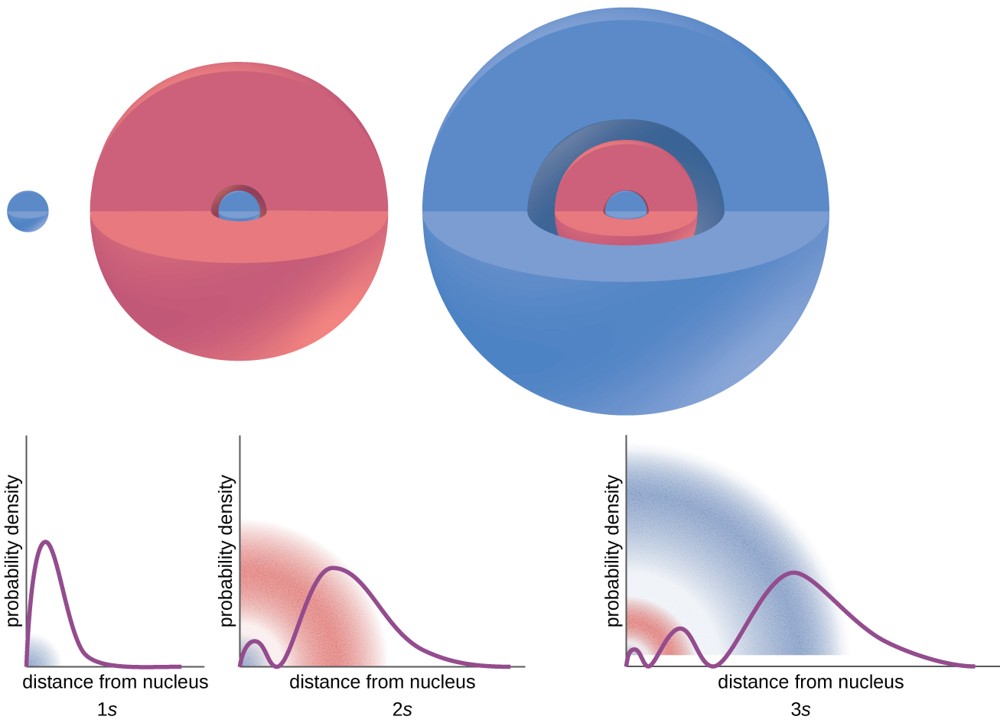 probability density
distance from nucleus
1s
probability density
distance from nucleus
2s
probability density
distance from nucleus
3s